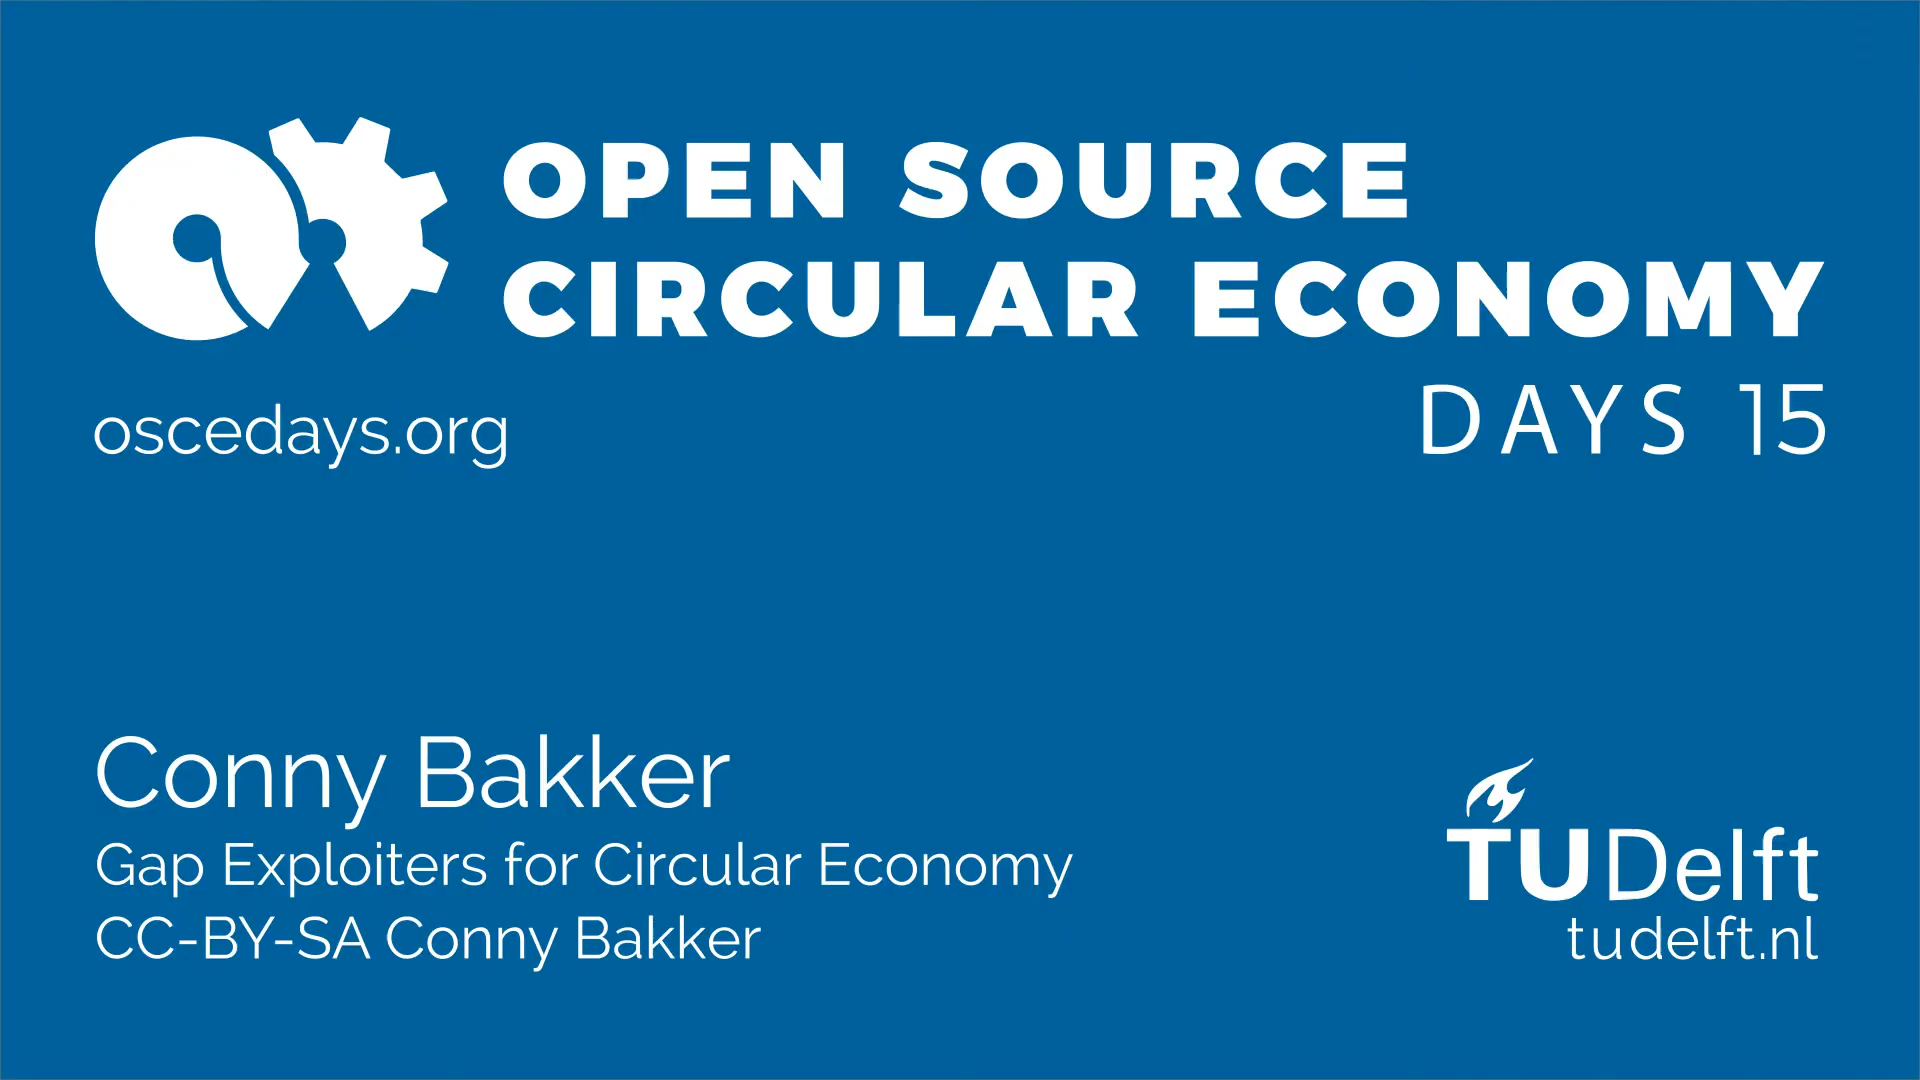 OPEN SOURCE
CIRCULAR ECONOMY
DAYS 15
oscedays.org
Conny Bakker
Gap Exploiters for Circular Economy
CC-BY-SA Conny Bakker
TUDelft
tudelft.nl